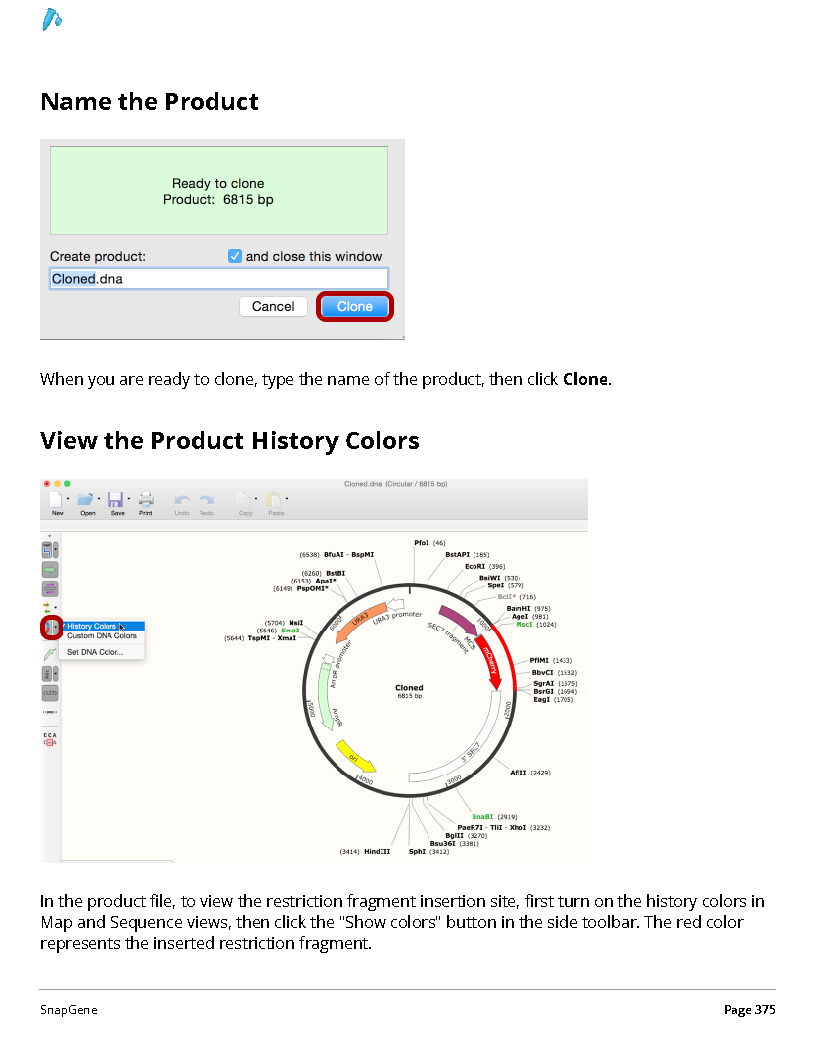 Name the Product
Ready to clone
Product: 6815 bp
Create product:
and close this window
Cloned.dna
Cancel
Clone
When you are ready to clone, type the name of the product, then click Clone.
View the Product History Colors
Cloned.dna (Circular / 6815 bp)
New
Open
Save
Print
Undo
Redo
Copy
Paste
History Colors
Custom DNA Colors
Set DNA Color...
(123)
C C A
PfoI (46)
(6538) BfuAI - BspMI
BstAPI (185)
EcoRI (396)
(6260) BstBI
BsiWI (530)
(6153) ApaI*
SpeI (579)
(6149) PspOMI*
BclI* (716)
BamHI (975)
AgeI (981)
MscI (1024)
(5704) NsiI
(5646) SmaI
(5644) TspMI - XmaI
URA3
URA3 promoter
SEC7 fragment
MCS
mCherry
6000
1000
PflMI (1433)
BbvCI (1532)
SgrAI (1575)
BsrGI (1694)
EagI (1705)
AmpR promoter
Cloned
6815 bp
AmpR
5000
2000
ori
3' SEC7
4000
3000
AflII (2429)
SnaBI (2919)
PaeR7I - TliI - XhoI (3232)
BglII (3270)
Bsu36I (3381)
(3414) HindIII
SphI (3412)
In the product file, to view the restriction fragment insertion site, first turn on the history colors in
Map and Sequence views, then click the "Show colors" button in the side toolbar. The red color
represents the inserted restriction fragment.
SnapGene
Page 375